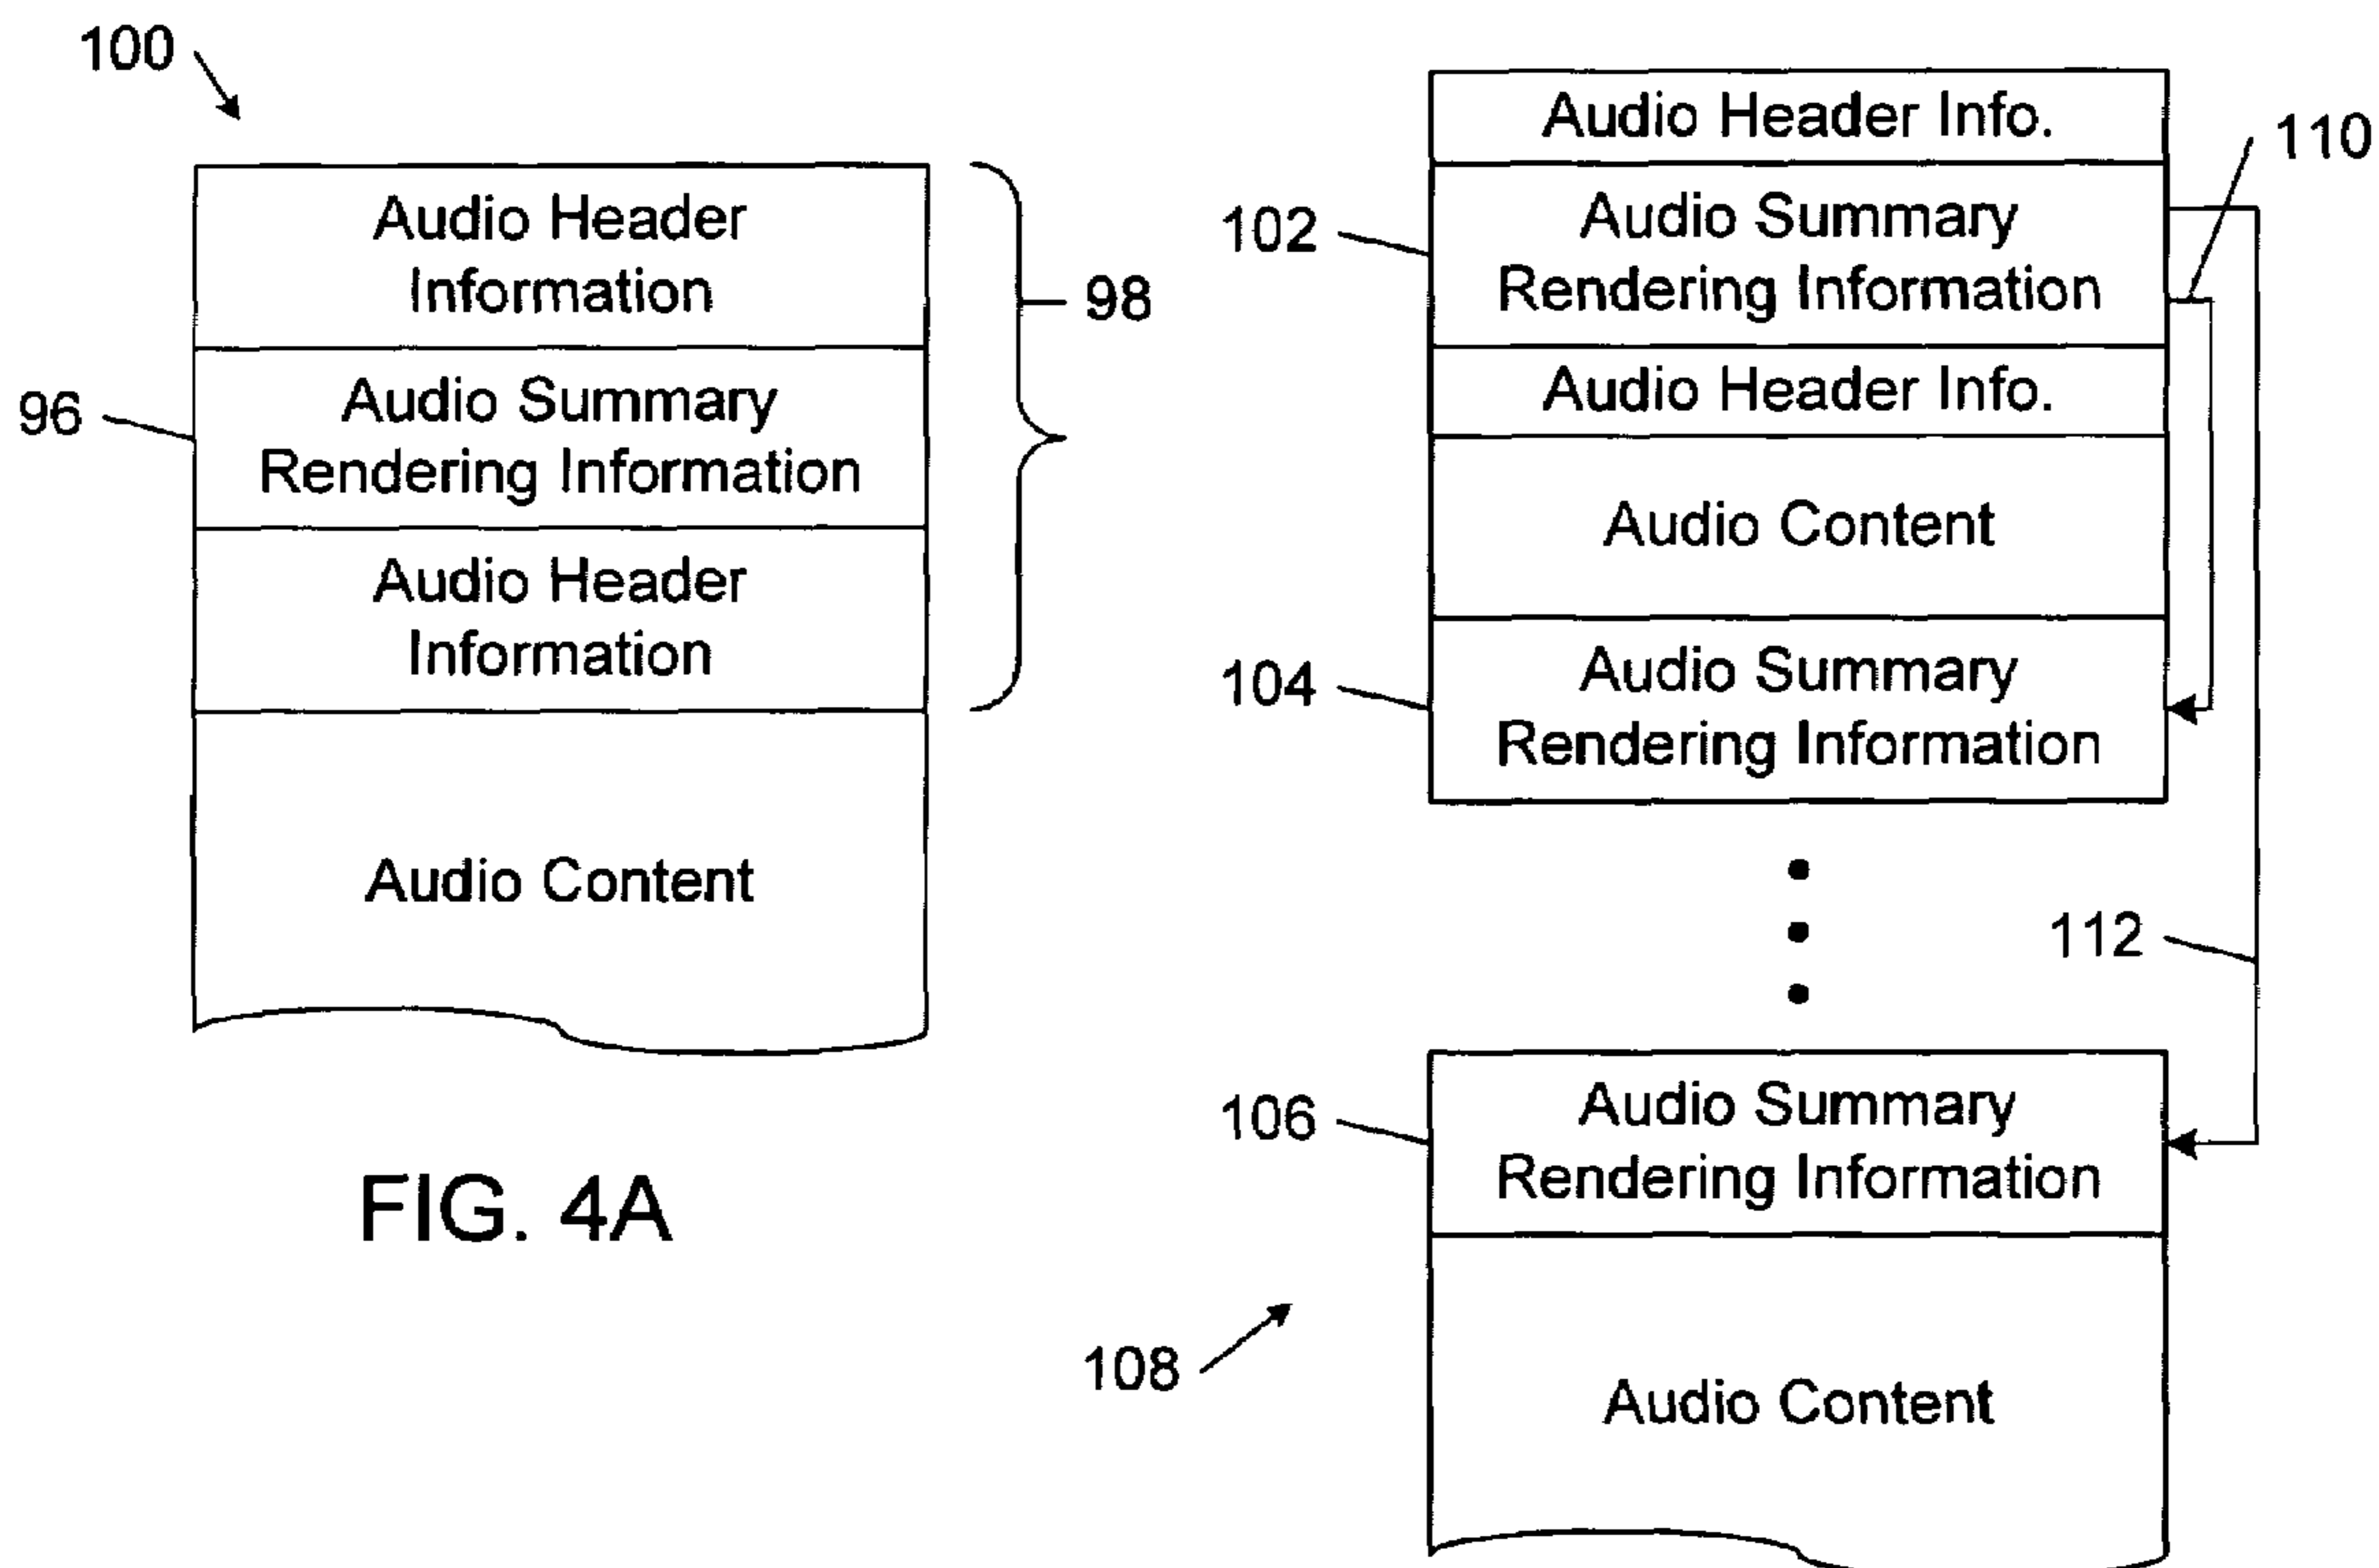 100
Audio Header
Information
98
96
Audio Summary
Rendering Information
Audio Header
Information
Audio Content
FIG. 4A
Audio Header Info.
110
102
Audio Summary
Rendering Information
Audio Header Info.
Audio Content
104
Audio Summary
Rendering Information
112
106
Audio Summary
Rendering Information
108
Audio Content